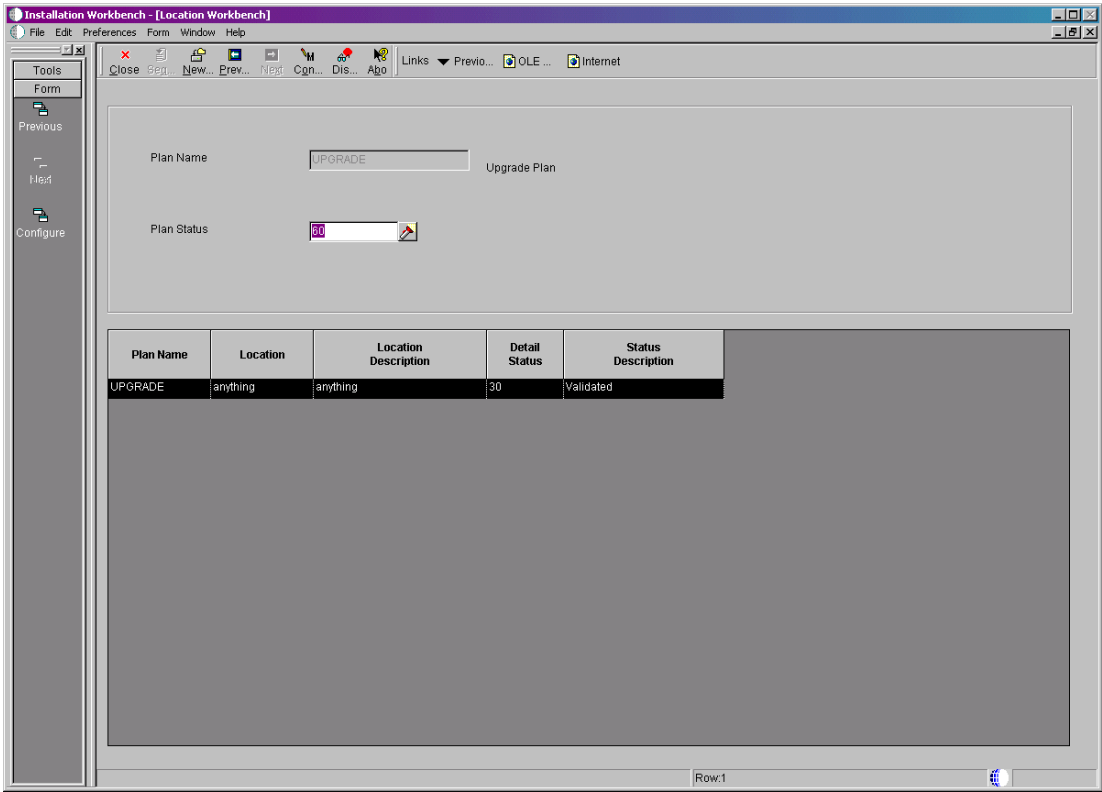 Installation Workbench - [Location Workbench]
File Edit Preferences Form Window Help
Tools
Form
Previous
Next
Configure
Close Seq... New... Prev... Next Con... Dis... Abo Links Previo... OLE ... Internet
Plan Name UPGRADE Upgrade Plan
Plan Status 60
Plan Name Location Location Description Detail Status Status Description
UPGRADE anything anything 30 Validated
Row:1